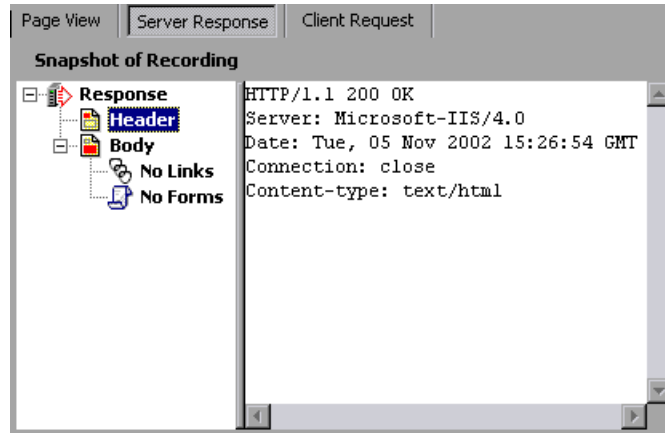 Page View Server Response Client Request
Snapshot of Recording
Response
Header
Body
No Links
No Forms
HTTP/1.1 200 OK
Server: Microsoft-IIS/4.0
Date: Tue, 05 Nov 2002 15:26:54 GMT
Connection: close
Content-type: text/html